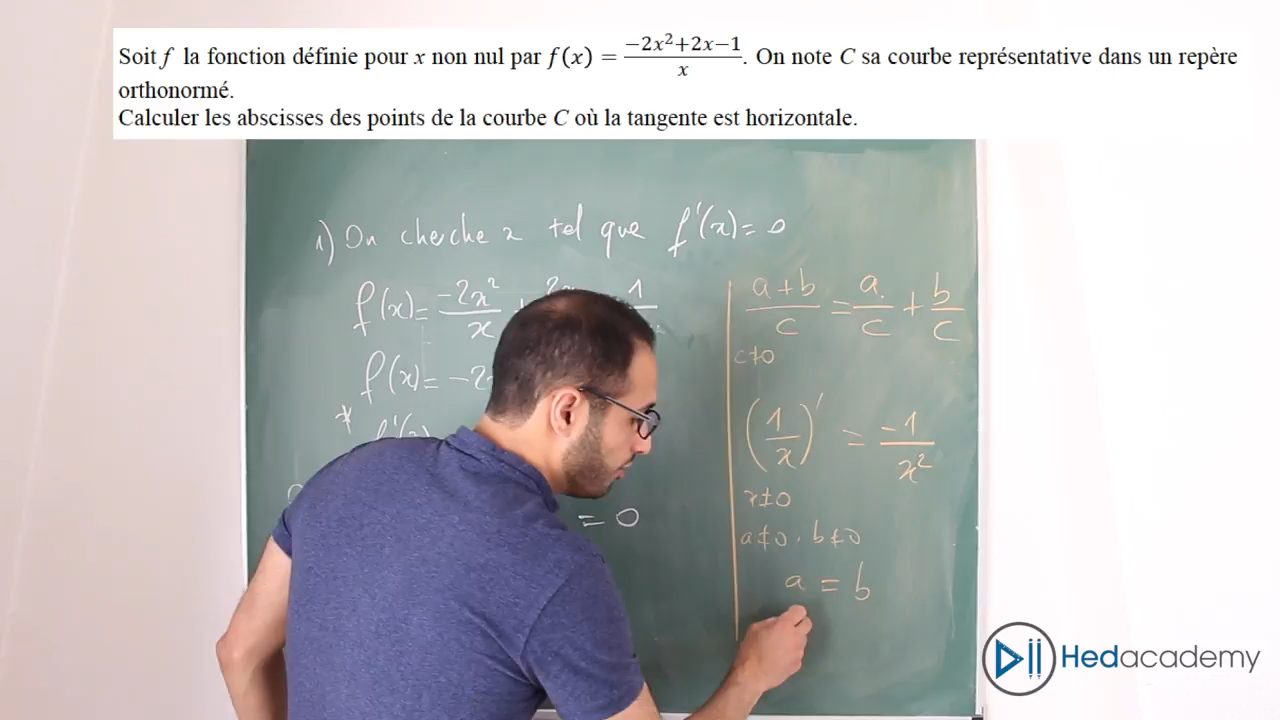 Soit f la fonction définie pour x non nul par f(x) = (−2x²+2x−1)/x. On note C sa courbe représentative dans un repère
orthonormé.
Calculer les abscisses des points de la courbe C où la tangente est horizontale.
1) On cherche x tel que f'(x) = 0
f(x) = -2x²/x + 1
f(x) = -2
* f'(x)
= 0
(a+b)/c = a/c + b/c
c≠0
(1/x)' = -1/x²
x≠0
a≠0, b≠0
a = b
Hedacademy